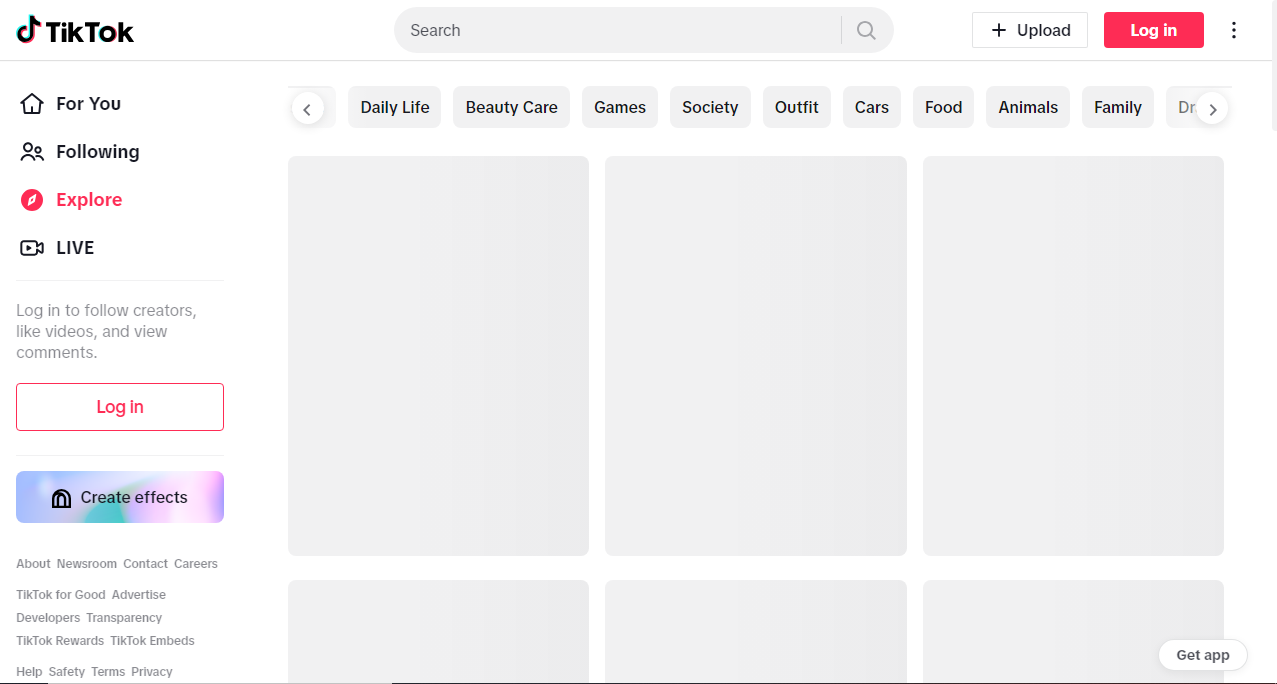 TikTok
Search
Upload
Log in
For You
Following
Explore
LIVE
Log in to follow creators,
like videos, and view
comments.
Log in
Create effects
About Newsroom Contact Careers
TikTok for Good Advertise
Developers Transparency
TikTok Rewards TikTok Embeds
Help Safety Terms Privacy
Daily Life Beauty Care Games Society Outfit Cars Food Animals Family
Get app